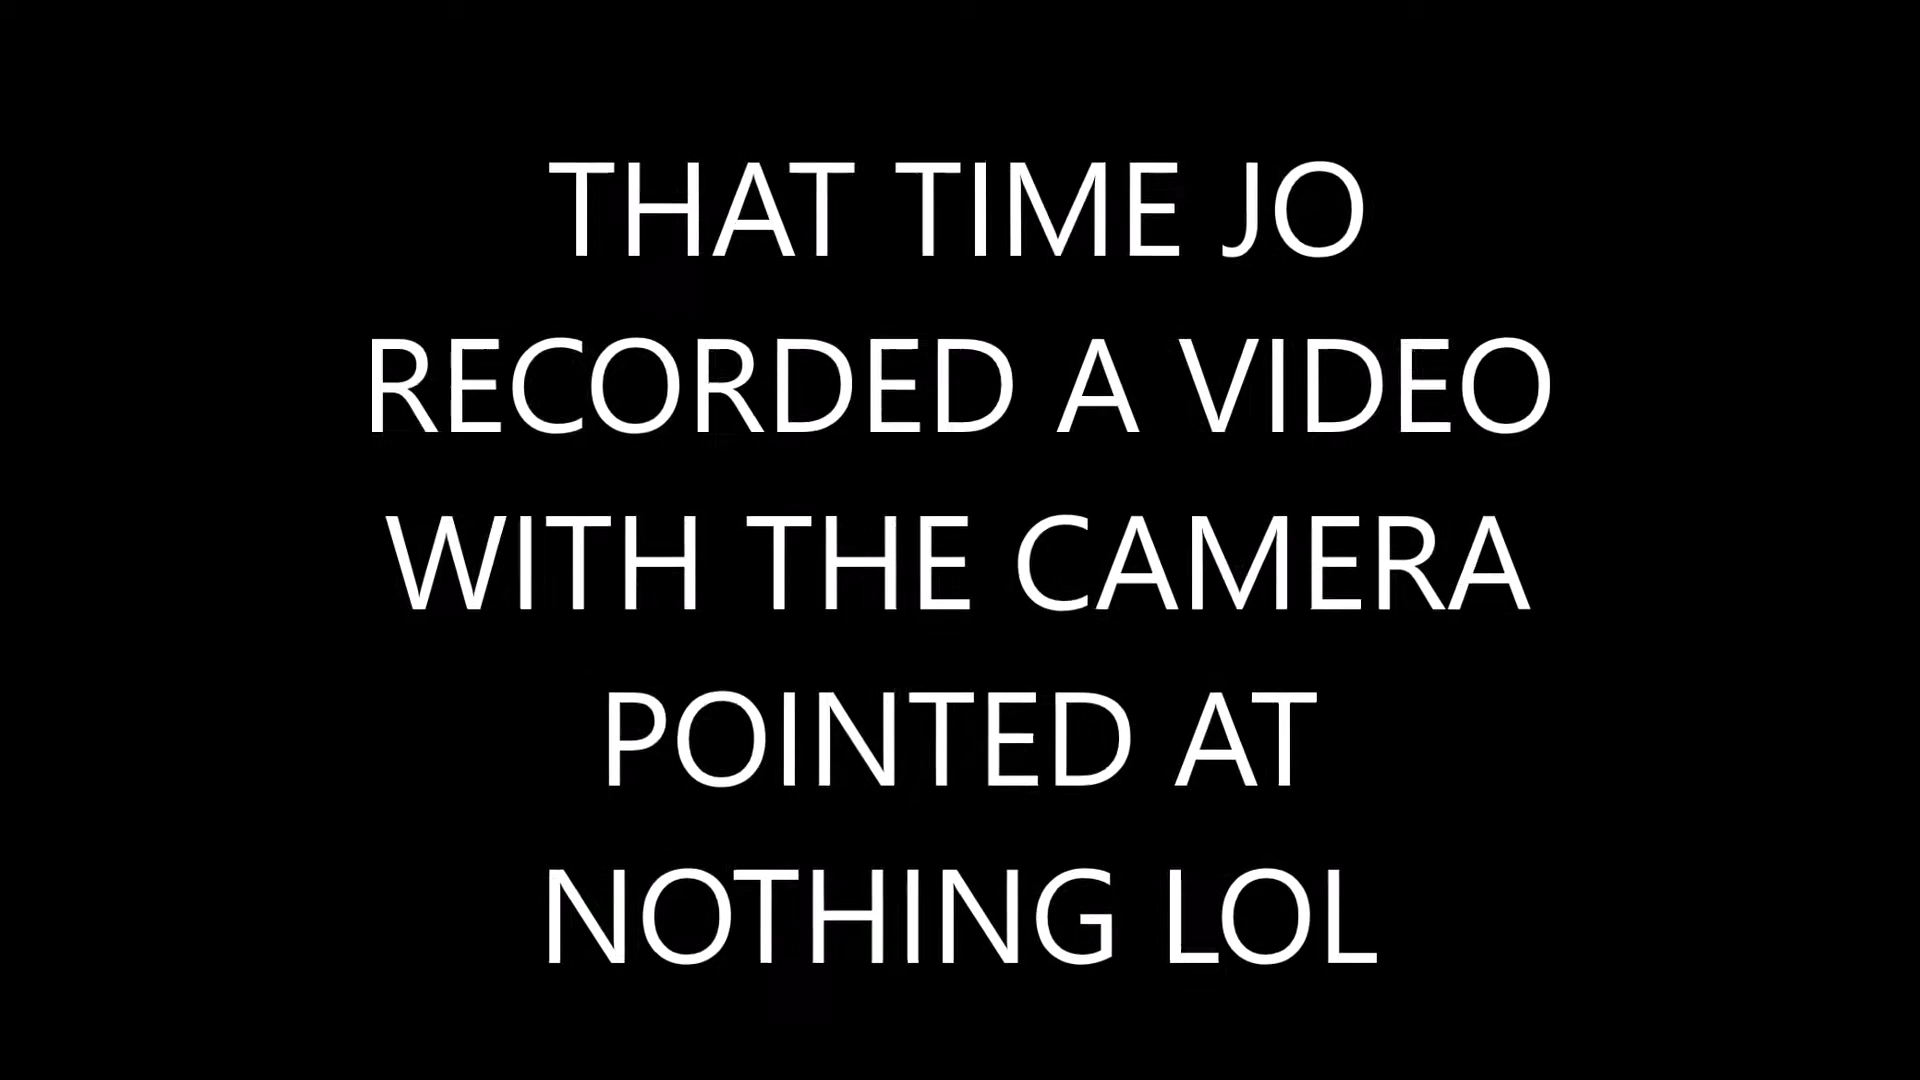 THAT TIME JO
RECORDED A VIDEO
WITH THE CAMERA
POINTED AT
NOTHING LOL